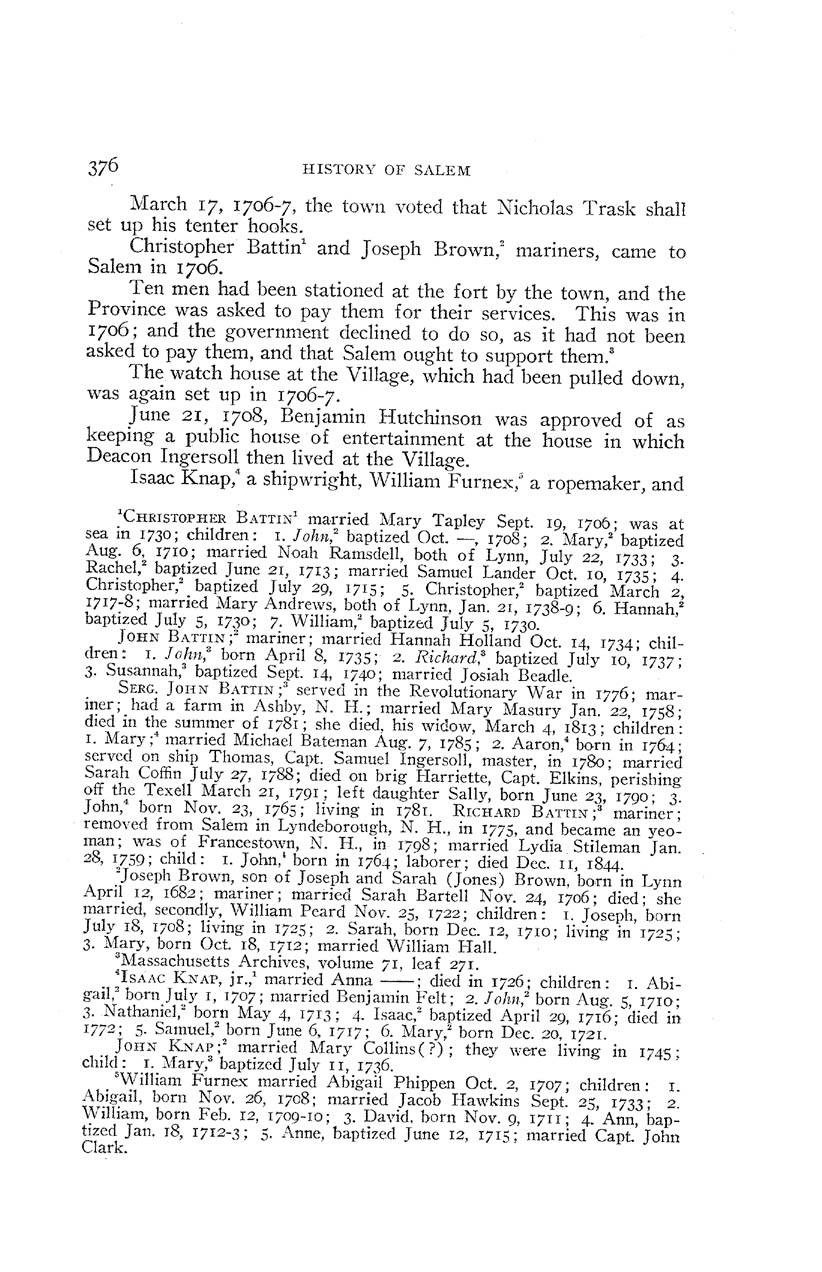 376 HISTORY OF SALEM
March 17, 1706-7, the town voted that Nicholas Trask shall
set up his tenter hooks.
Christopher Battin¹ and Joseph Brown,² mariners, came to
Salem in 1706.
Ten men had been stationed at the fort by the town, and the
Province was asked to pay them for their services. This was in
1706; and the government declined to do so, as it had not been
asked to pay them, and that Salem ought to support them.³
The watch house at the Village, which had been pulled down,
was again set up in 1706-7.
June 21, 1708, Benjamin Hutchinson was approved of as
keeping a public house of entertainment at the house in which
Deacon Ingersoll then lived at the Village.
Isaac Knap,⁴ a shipwright, William Furnex,⁵ a ropemaker, and
¹CHRISTOPHER BATTIN¹ married Mary Tapley Sept. 19, 1706; was at
sea in 1730; children: 1. John,² baptized Oct. —, 1708; 2. Mary,² baptized
Aug. 6, 1710; married Noah Ramsdell, both of Lynn, July 22, 1733; 3.
Rachel,² baptized June 21, 1713; married Samuel Lander Oct. 10, 1735; 4.
Christopher,² baptized July 29, 1715; 5. Christopher,² baptized March 2,
1717-8; married Mary Andrews, both of Lynn, Jan. 21, 1738-9; 6. Hannah,²
baptized July 5, 1730; 7. William,² baptized July 5, 1730.
JOHN BATTIN;² mariner; married Hannah Holland Oct. 14, 1734; chil-
dren: 1. John,³ born April 8, 1735; 2. Richard,³ baptized July 10, 1737;
3. Susannah,³ baptized Sept. 14, 1740; married Josiah Beadle.
SERG. JOHN BATTIN;³ served in the Revolutionary War in 1776; mar-
iner; had a farm in Ashby, N. H.; married Mary Masury Jan. 22, 1758;
died in the summer of 1781; she died, his widow, March 4, 1813; children:
1. Mary;⁴ married Michael Bateman Aug. 7, 1785; 2. Aaron,⁴ born in 1764;
served on ship Thomas, Capt. Samuel Ingersoll, master, in 1780; married
Sarah Coffin July 27, 1788; died on brig Harriette, Capt. Elkins, perishing
off the Texell March 21, 1791; left daughter Sally, born June 23, 1790; 3.
John,⁴ born Nov. 23, 1765; living in 1781. RICHARD BATTIN;³ mariner;
removed from Salem in Lyndeborough, N. H., in 1775, and became an yeo-
man; was of Francestown, N. H., in 1798; married Lydia Stileman Jan.
28, 1759; child: 1. John,⁴ born in 1764; laborer; died Dec. 11, 1844.
²Joseph Brown, son of Joseph and Sarah (Jones) Brown, born in Lynn
April 12, 1682; mariner; married Sarah Bartell Nov. 24, 1706; died; she
married, secondly, William Peard Nov. 25, 1722; children: 1. Joseph, born
July 18, 1708; living in 1725; 2. Sarah, born Dec. 12, 1710; living in 1725;
3. Mary, born Oct. 18, 1712; married William Hall.
³Massachusetts Archives, volume 71, leaf 271.
⁴ISAAC KNAP, jr.,¹ married Anna ——; died in 1726; children: 1. Abi-
gail,² born July 1, 1707; married Benjamin Felt; 2. John,² born Aug. 5, 1710;
3. Nathaniel,² born May 4, 1713; 4. Isaac,² baptized April 29, 1716; died in
1772; 5. Samuel,² born June 6, 1717; 6. Mary,² born Dec. 20, 1721.
JOHN KNAP;² married Mary Collins(?); they were living in 1745;
child: 1. Mary,³ baptized July 11, 1736.
⁵William Furnex married Abigail Phippen Oct. 2, 1707; children: 1.
Abigail, born Nov. 26, 1708; married Jacob Hawkins Sept. 25, 1733; 2.
William, born Feb. 12, 1709-10; 3. David, born Nov. 9, 1711; 4. Ann, bap-
tized Jan. 18, 1712-3; 5. Anne, baptized June 12, 1715; married Capt. John
Clark.